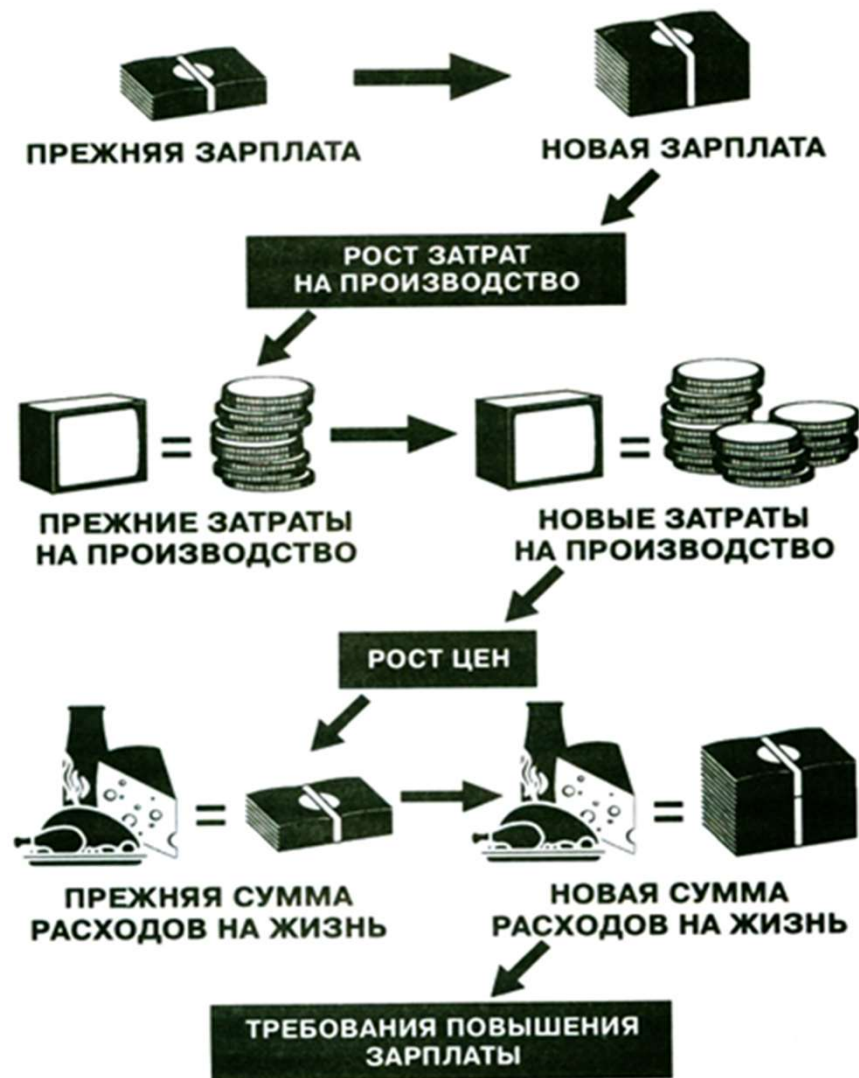 ПРЕЖНЯЯ ЗАРПЛАТА
НОВАЯ ЗАРПЛАТА
РОСТ ЗАТРАТ
НА ПРОИЗВОДСТВО
=
=
ПРЕЖНИЕ ЗАТРАТЫ
НА ПРОИЗВОДСТВО
НОВЫЕ ЗАТРАТЫ
НА ПРОИЗВОДСТВО
РОСТ ЦЕН
=
=
ПРЕЖНЯЯ СУММА
РАСХОДОВ НА ЖИЗНЬ
НОВАЯ СУММА
РАСХОДОВ НА ЖИЗНЬ
ТРЕБОВАНИЯ ПОВЫШЕНИЯ
ЗАРПЛАТЫ